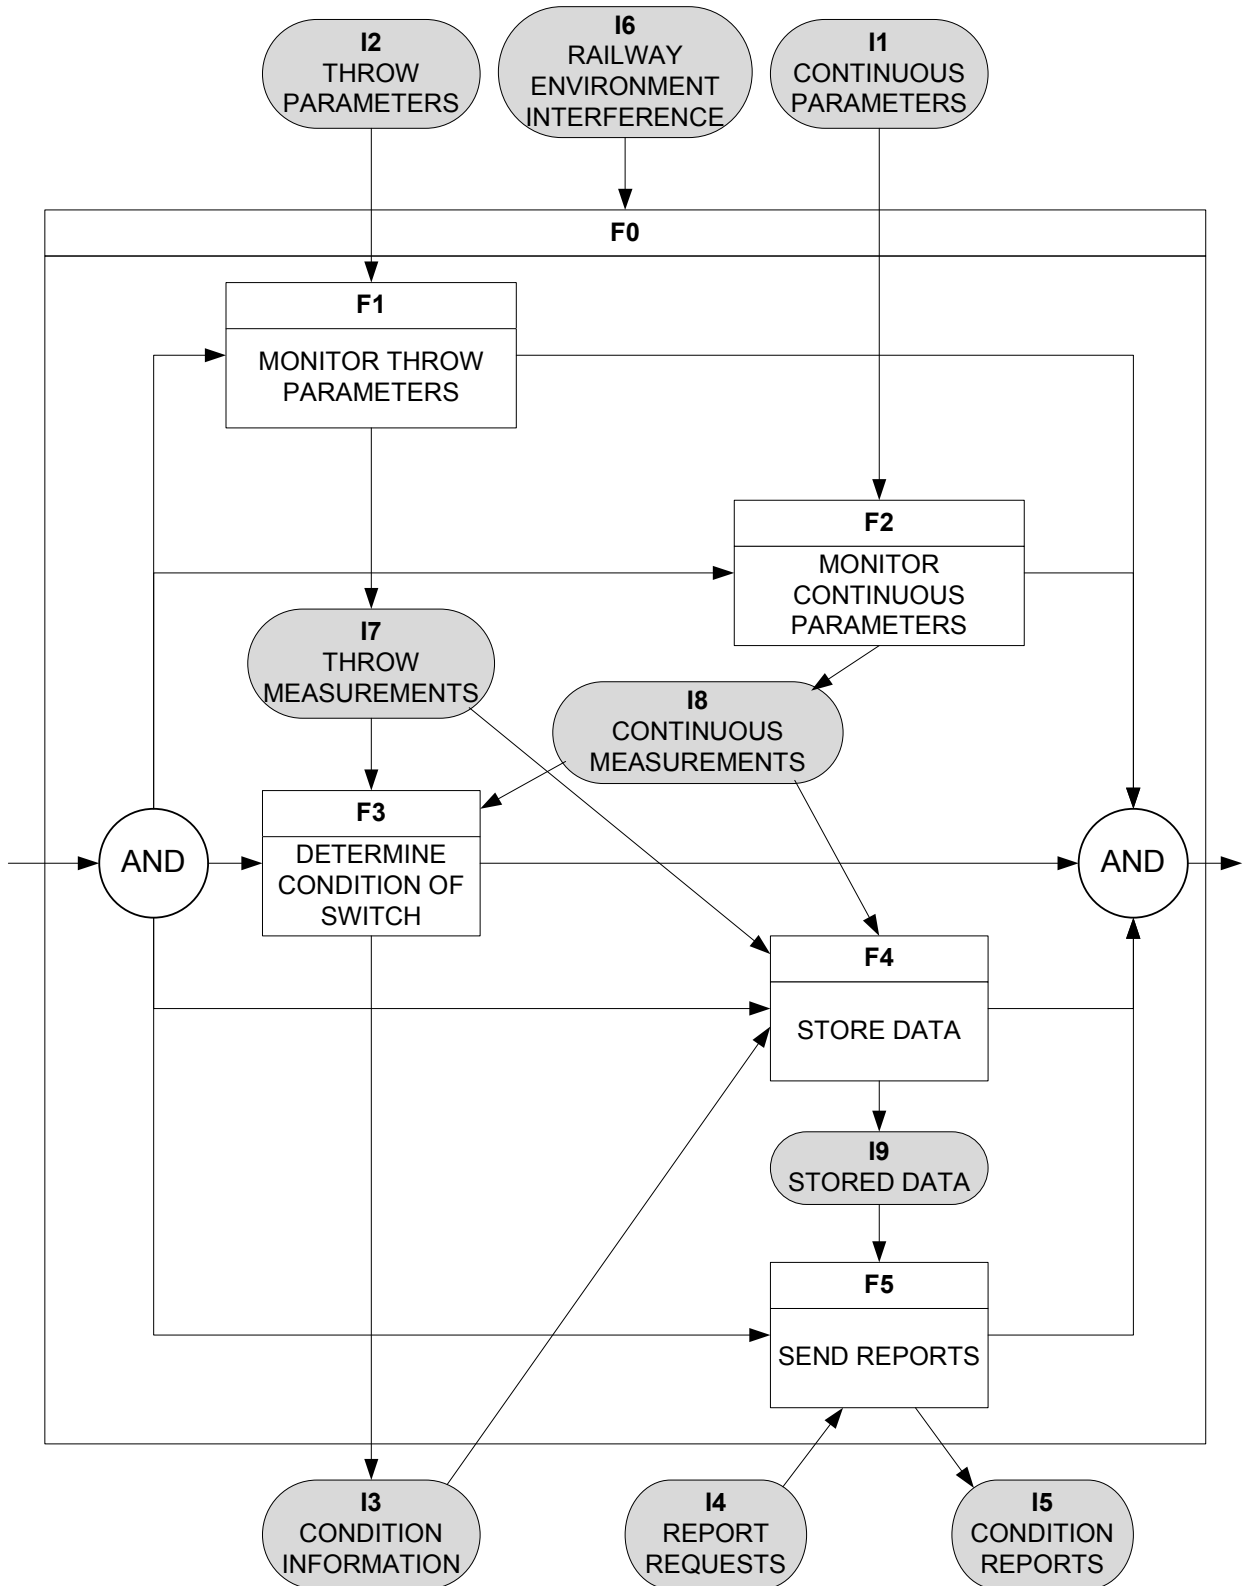 I2
THROW
PARAMETERS
I6
RAILWAY
ENVIRONMENT
INTERFERENCE
I1
CONTINUOUS
PARAMETERS
F0
F1
MONITOR THROW
PARAMETERS
F2
MONITOR
CONTINUOUS
PARAMETERS
I7
THROW
MEASUREMENTS
I8
CONTINUOUS
MEASUREMENTS
AND
F3
DETERMINE
CONDITION OF
SWITCH
AND
F4
STORE DATA
I9
STORED DATA
F5
SEND REPORTS
I3
CONDITION
INFORMATION
I4
REPORT
REQUESTS
I5
CONDITION
REPORTS